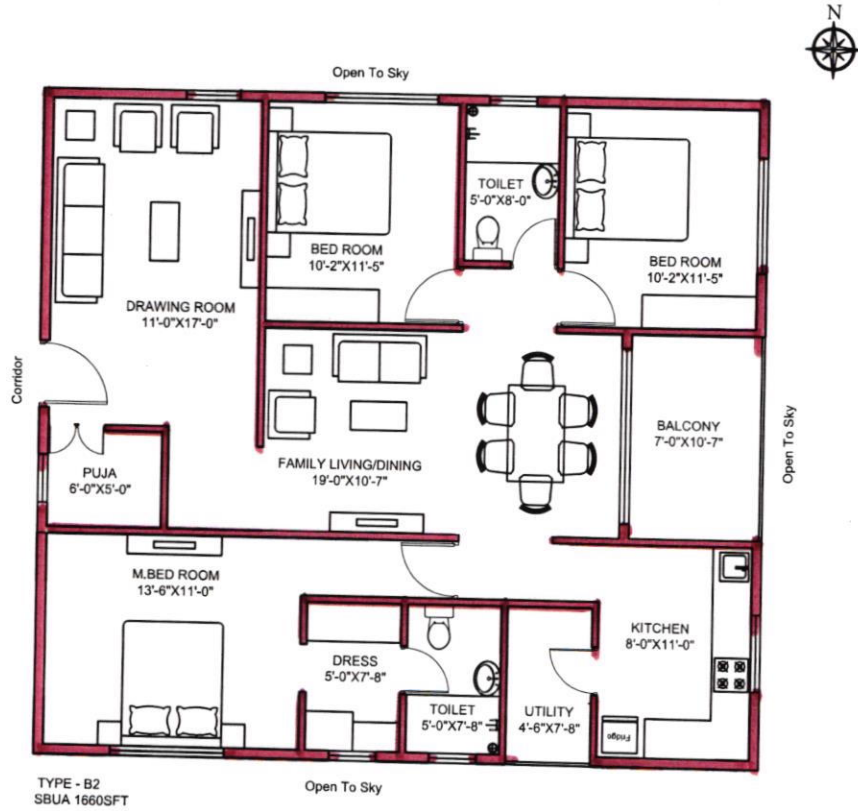 N
Open To Sky
TOILET
5'-0"X8'-0"
BED ROOM
10'-2"X11'-5"
BED ROOM
10'-2"X11'-5"
DRAWING ROOM
11'-0"X17'-0"
Corridor
BALCONY
7'-0"X10'-7"
Open To Sky
PUJA
6'-0"X5'-0"
FAMILY LIVING/DINING
19'-0"X10'-7"
M.BED ROOM
13'-6"X11'-0"
KITCHEN
8'-0"X11'-0"
DRESS
5'-0"X7'-8"
TOILET
5'-0"X7'-8"
UTILITY
4'-6"X7'-8"
Fridge
TYPE - B2
SBUA 1660SFT
Open To Sky